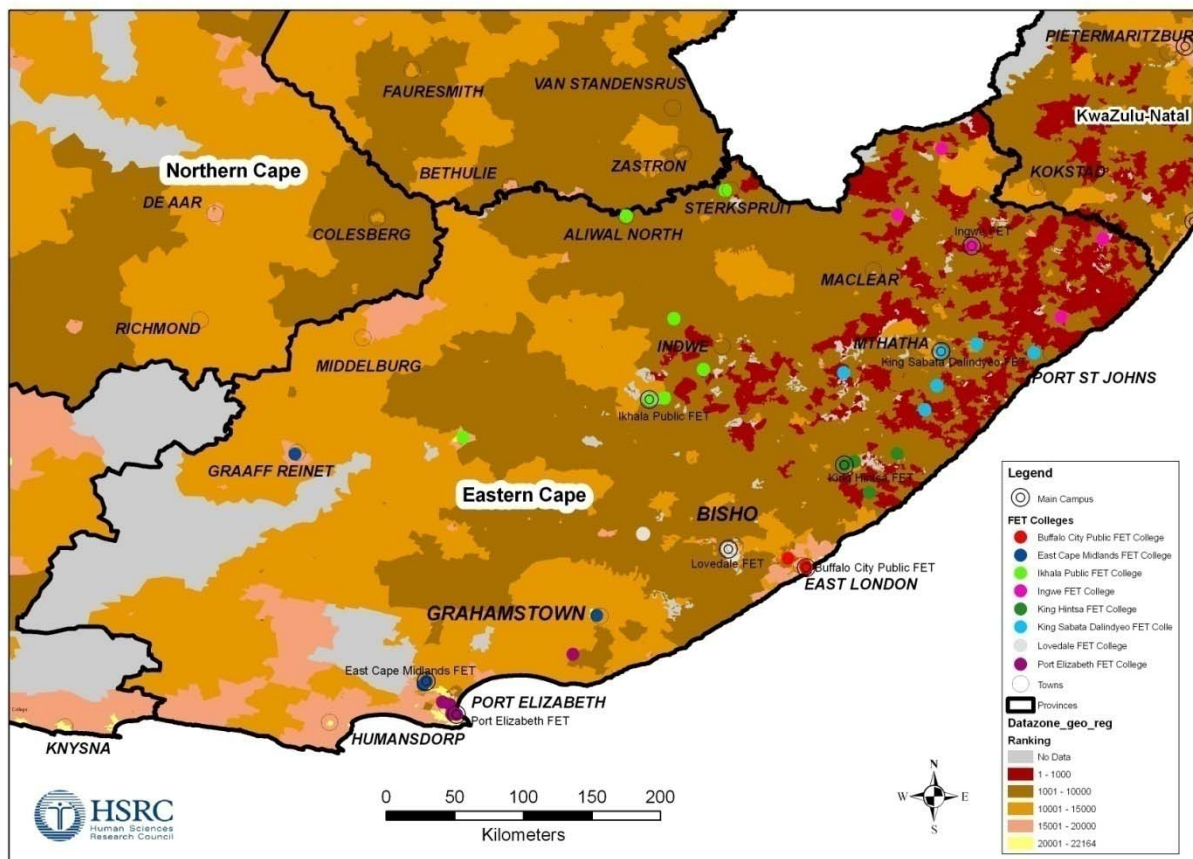 PIETERMARITZBUR
FAURESMITH
VAN STANDENSRUS
KwaZulu-Natal
Northern Cape
BETHULIE
ZASTRON
KOKSTAD
DE AAR
STERKSPRUIT
COLESBERG
ALIWAL NORTH
Ingwe FET
MACLEAR
RICHMOND
MIDDELBURG
INDWE
MTHATHA
King Sabata Dalindyeo FET
PORT ST JOHNS
Ikhala Public FET
GRAAFF REINET
King Hintsa FET
Eastern Cape
BISHO
Lovedale FET
Buffalo City Public FET
EAST LONDON
GRAHAMSTOWN
East Cape Midlands FET
PORT ELIZABETH
College
Port Elizabeth FET
HUMANSDORP
KNYSNA
Legend
Main Campus
FET Colleges
Buffalo City Public FET College
East Cape Midlands FET College
Ikhala Public FET College
Ingwe FET College
King Hintsa FET College
King Sabata Dalindyeo FET Colle
Lovedale FET College
Port Elizabeth FET College
Towns
Provinces
Datazone_geo_reg
Ranking
No Data
1 - 1000
1001 - 10000
10001 - 15000
15001 - 20000
20001 - 22164
HSRC
Human Sciences
Research Council
0 50 100 150 200
Kilometers
N
W E
S